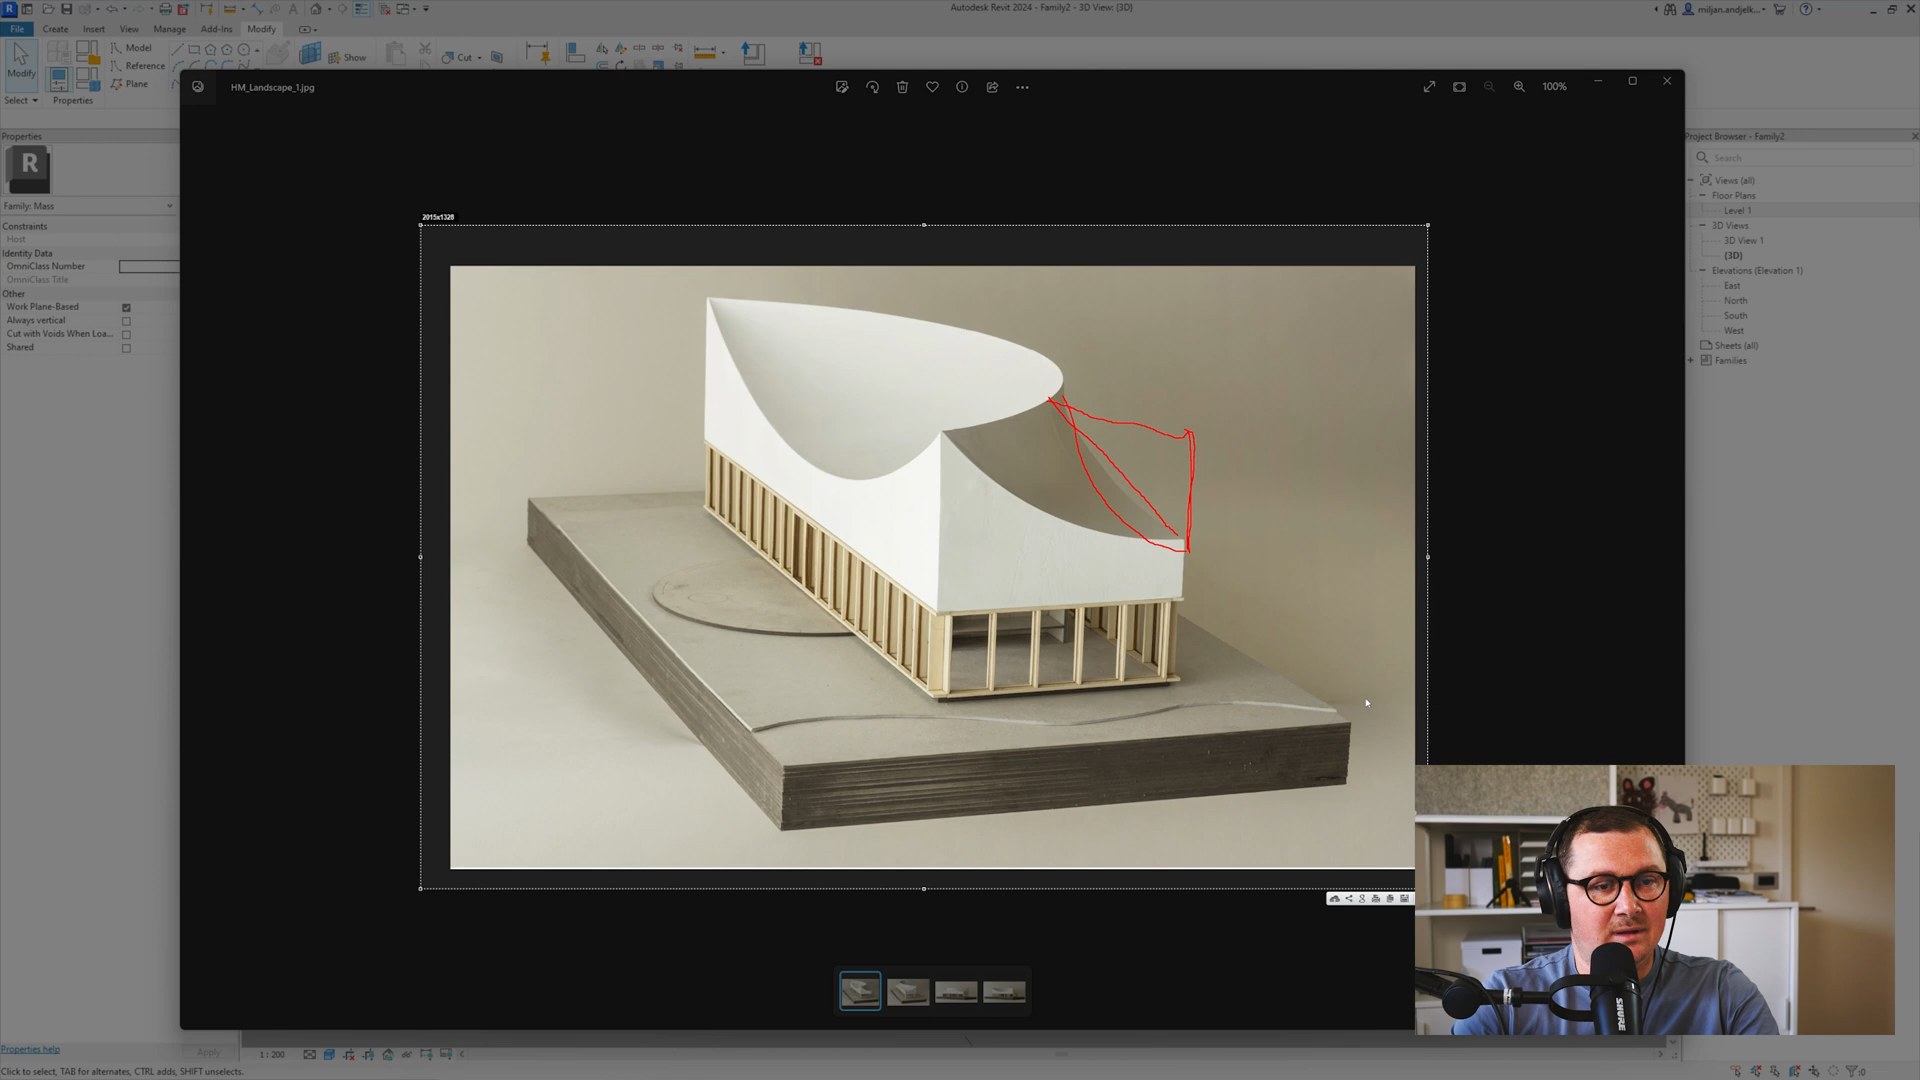 Autodesk Revit 2024 - Family2 - 3D View: {3D}
miljan.andjelk...
File
Create
Insert
View
Manage
Add-Ins
Modify
Modify
Model
Reference
Plane
Show
Cut
Select
Properties
Properties
R
Family: Mass
Constraints
Host
Identity Data
OmniClass Number
OmniClass Title
Other
Work Plane-Based
Always vertical
Cut with Voids When Loa...
Shared
HM_Landscape_1.jpg
100%
2015x1328
Project Browser - Family2
Search
Views (all)
Floor Plans
Level 1
3D Views
3D View 1
{3D}
Elevations (Elevation 1)
East
North
South
West
Sheets (all)
Families
SHURE
Properties help
Apply
1 : 200
Click to select, TAB for alternates, CTRL adds, SHIFT unselects.
:0